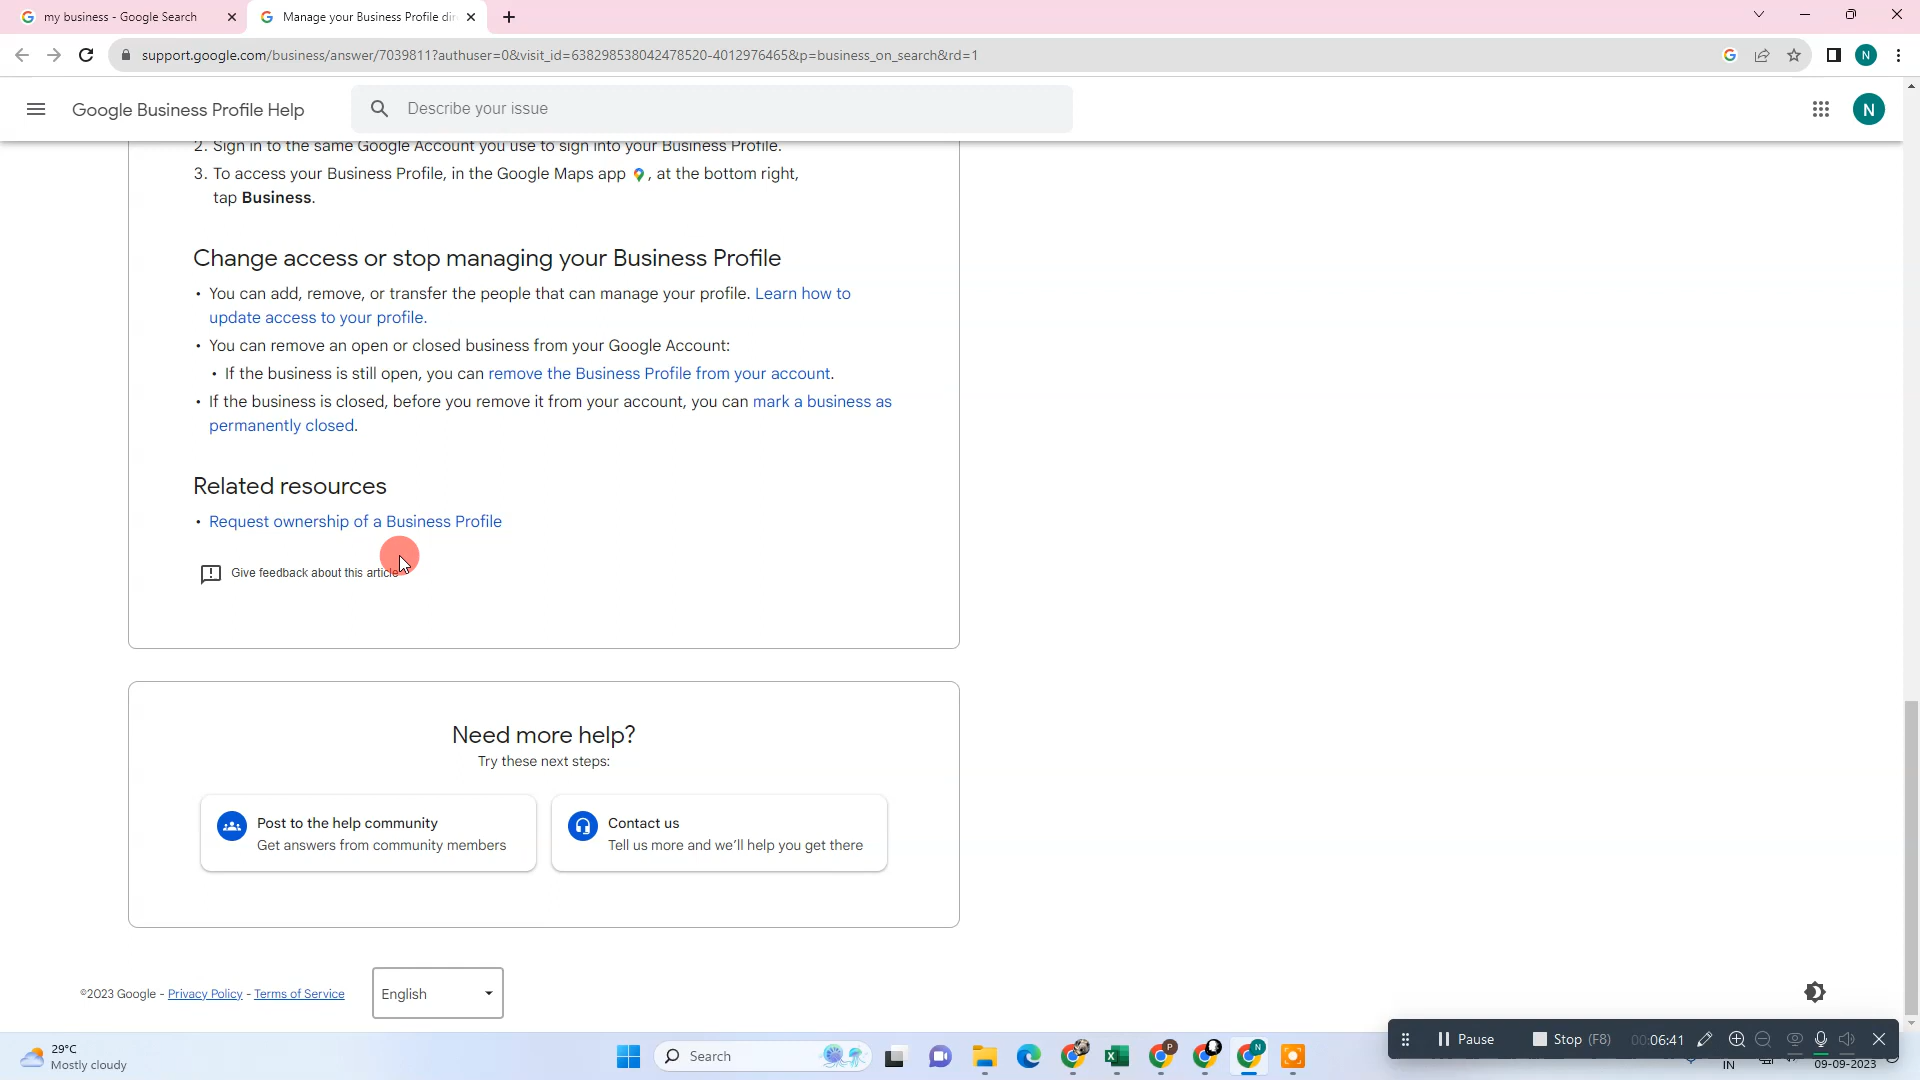 my business - Google Search
Manage your Business Profile dir
support.google.com/business/answer/7039811?authuser=0&visit_id=638298538042478520-4012976465&p=business_on_search&rd=1
N
Google Business Profile Help
Describe your issue
N
2. Sign in to the same Google Account you use to sign into your Business Profile.
3. To access your Business Profile, in the Google Maps app , at the bottom right,
tap Business.
Change access or stop managing your Business Profile
• You can add, remove, or transfer the people that can manage your profile. Learn how to
update access to your profile.
• You can remove an open or closed business from your Google Account:
• If the business is still open, you can remove the Business Profile from your account.
• If the business is closed, before you remove it from your account, you can mark a business as
permanently closed.
Related resources
• Request ownership of a Business Profile
Give feedback about this article
Need more help?
Try these next steps:
Post to the help community
Get answers from community members
Contact us
Tell us more and we'll help you get there
©2023 Google - Privacy Policy - Terms of Service
English
Pause
Stop (F8)
00:06:41
29°C
Mostly cloudy
Search
P
N
IN
09-09-2023